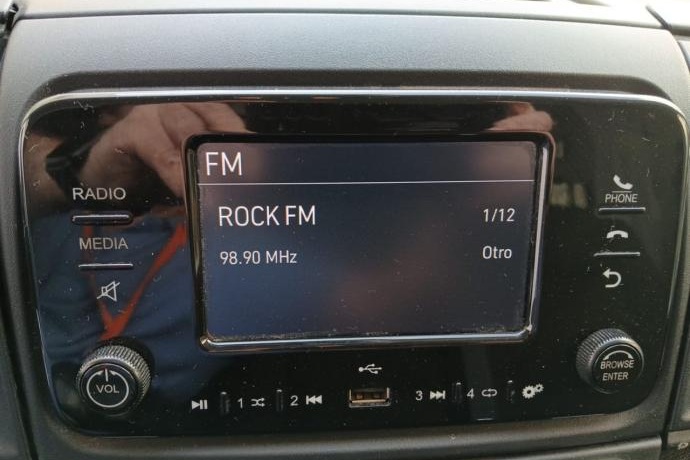 FM
ROCK FM 1/12
98.90 MHz Otro
RADIO
MEDIA
PHONE
VOL
BROWSE
ENTER
1 2 3 4